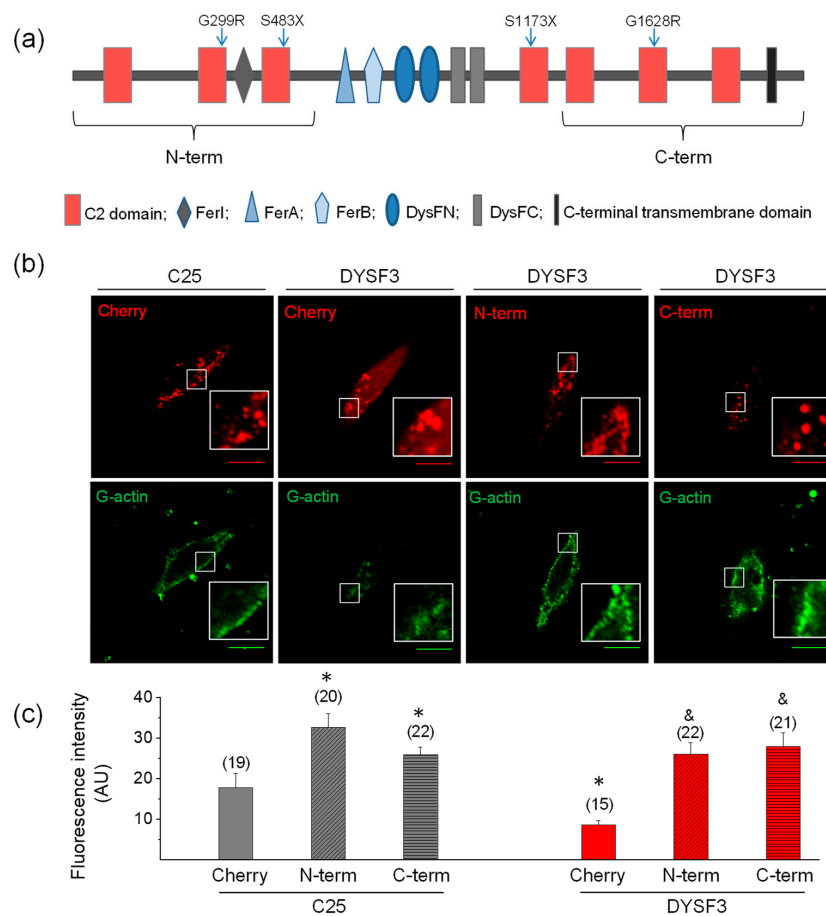 (a)
G299R S483X S1173X G1628R
N-term C-term
C2 domain; FerI; FerA; FerB; DysFN; DysFC; C-terminal transmembrane domain
(b)
C25 DYSF3 DYSF3 DYSF3
Cherry Cherry N-term C-term
G-actin G-actin G-actin G-actin
(c)
Fluorescence intensity
(AU)
40
30
20
10
* & &
(20) * (22) (21)
(19) (22) *
(15)
Cherry N-term C-term Cherry N-term C-term
C25 DYSF3